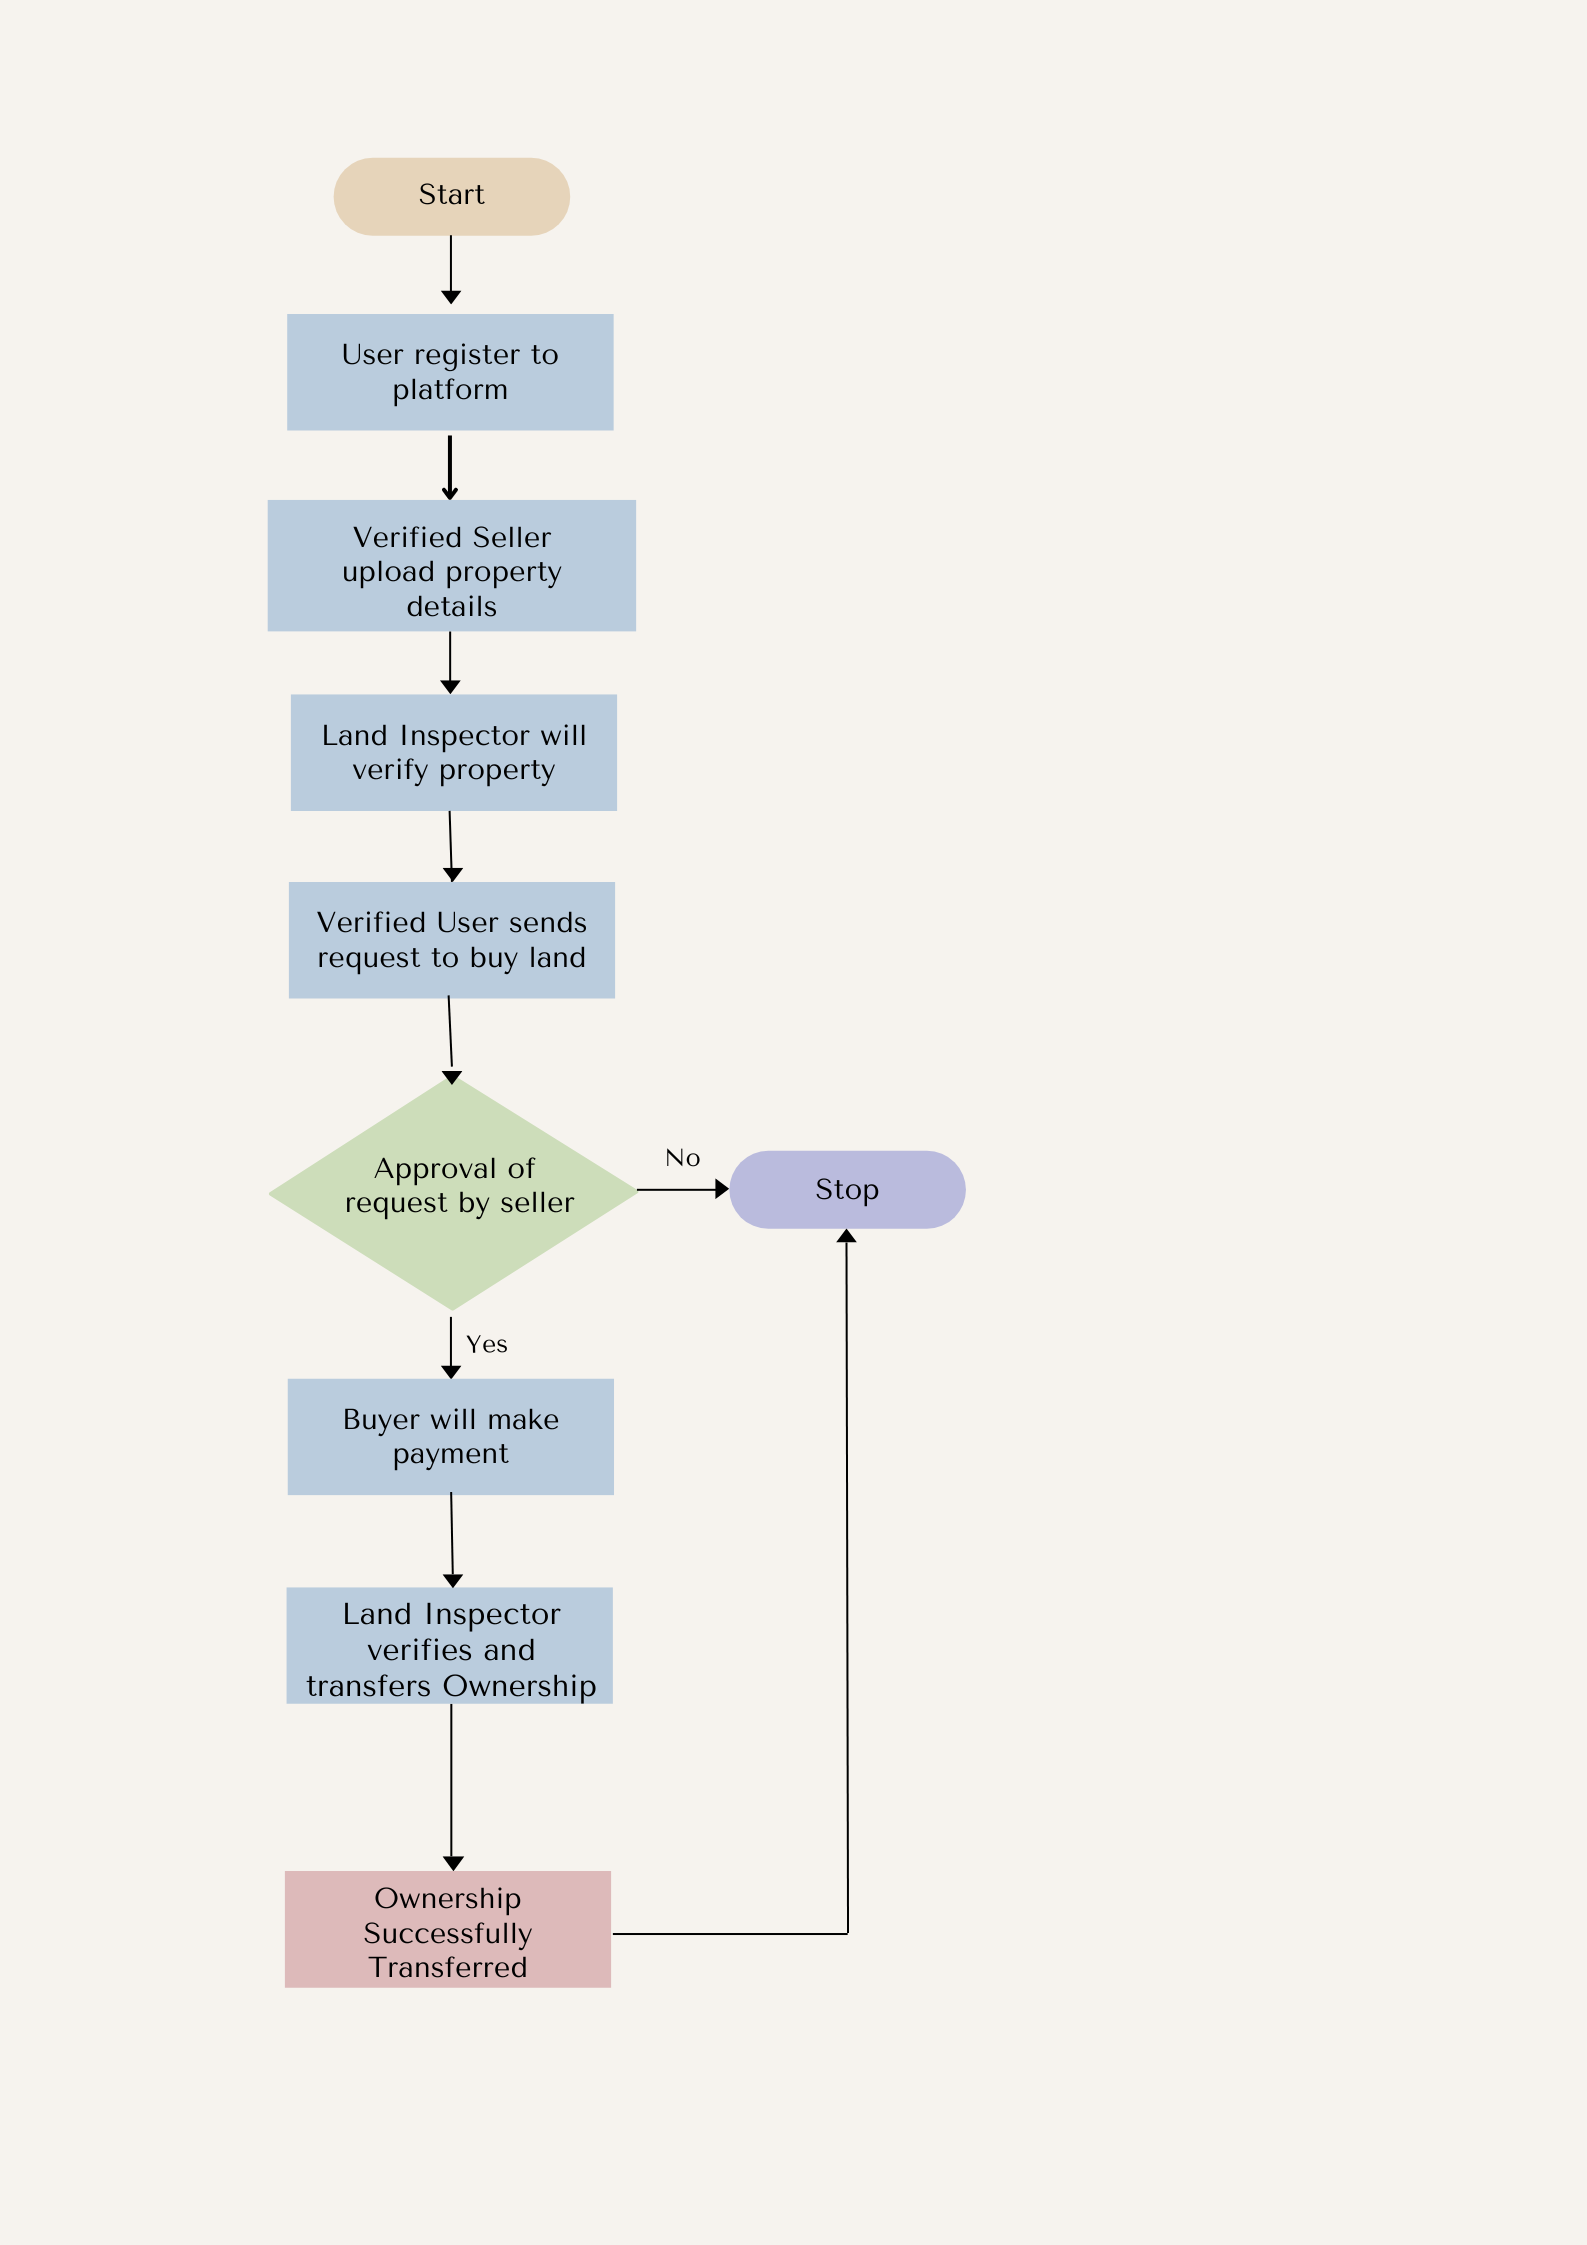 Start
User register to
platform
Verified Seller
upload property
details
Land Inspector will
verify property
Verified User sends
request to buy land
Approval of
request by seller
No
Stop
Yes
Buyer will make
payment
Land Inspector
verifies and
transfers Ownership
Ownership
Successfully
Transferred